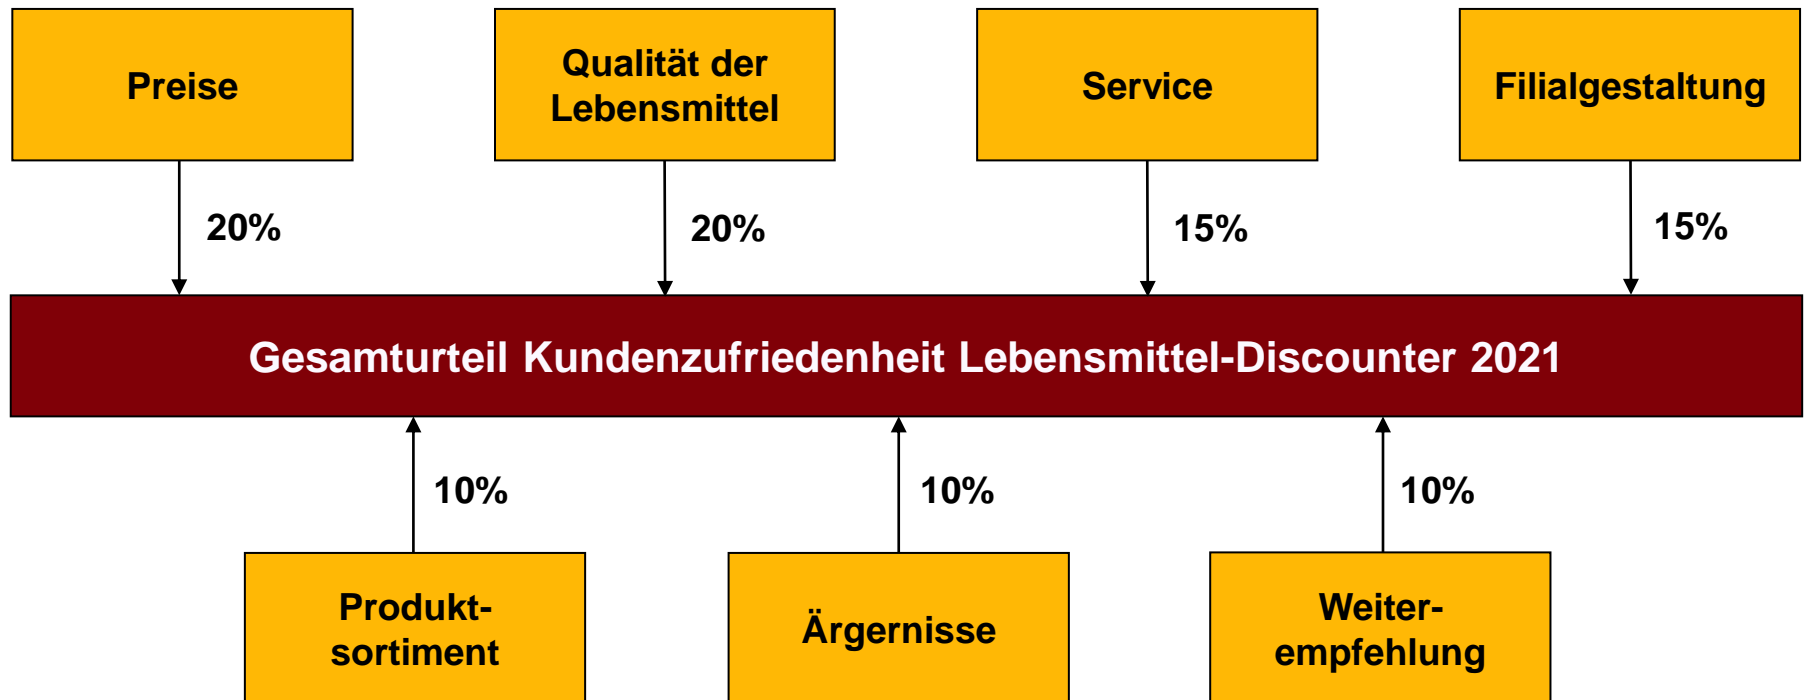 Preise
Qualität der
Lebensmittel
Service
Filialgestaltung
20%
20%
15%
15%
Gesamturteil Kundenzufriedenheit Lebensmittel-Discounter 2021
10%
10%
10%
Produkt-
sortiment
Ärgernisse
Weiter-
empfehlung